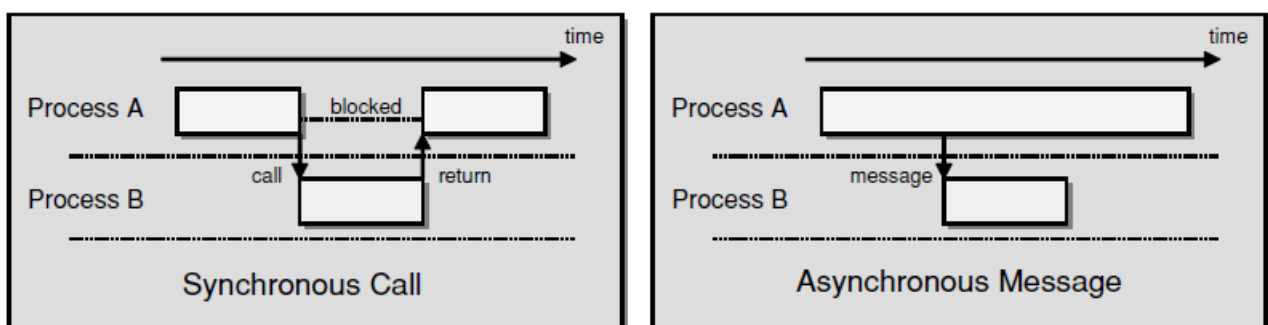 time
Process A
blocked
call
return
Process B
Synchronous Call
time
Process A
message
Process B
Asynchronous Message